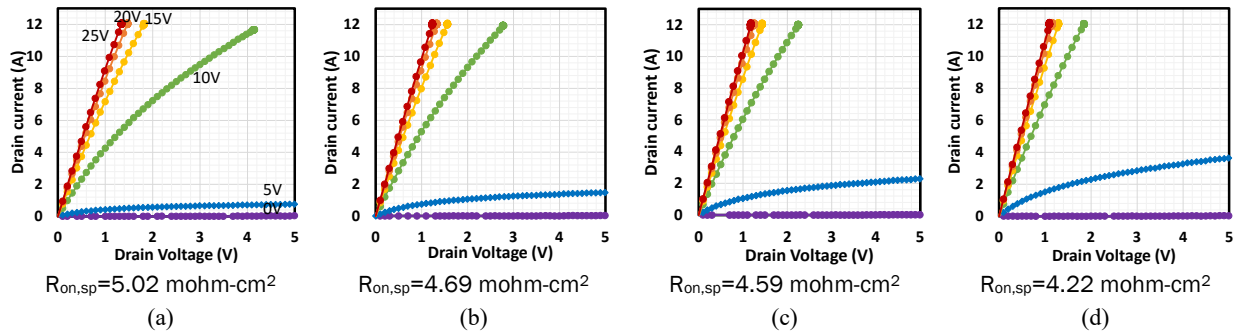 Drain current (A)
12
10
8
6
4
2
0
0 1 2 3 4 5
Drain Voltage (V)
20V 15V
25V
10V
5V
0V
Ron,sp=5.02 mohm-cm2
(a)
Drain current (A)
12
10
8
6
4
2
0
0 1 2 3 4 5
Drain Voltage (V)
Ron,sp=4.69 mohm-cm2
(b)
Drain current (A)
12
10
8
6
4
2
0
0 1 2 3 4 5
Drain Voltage (V)
Ron,sp=4.59 mohm-cm2
(c)
Drain current (A)
12
10
8
6
4
2
0
0 1 2 3 4 5
Drain Voltage (V)
Ron,sp=4.22 mohm-cm2
(d)